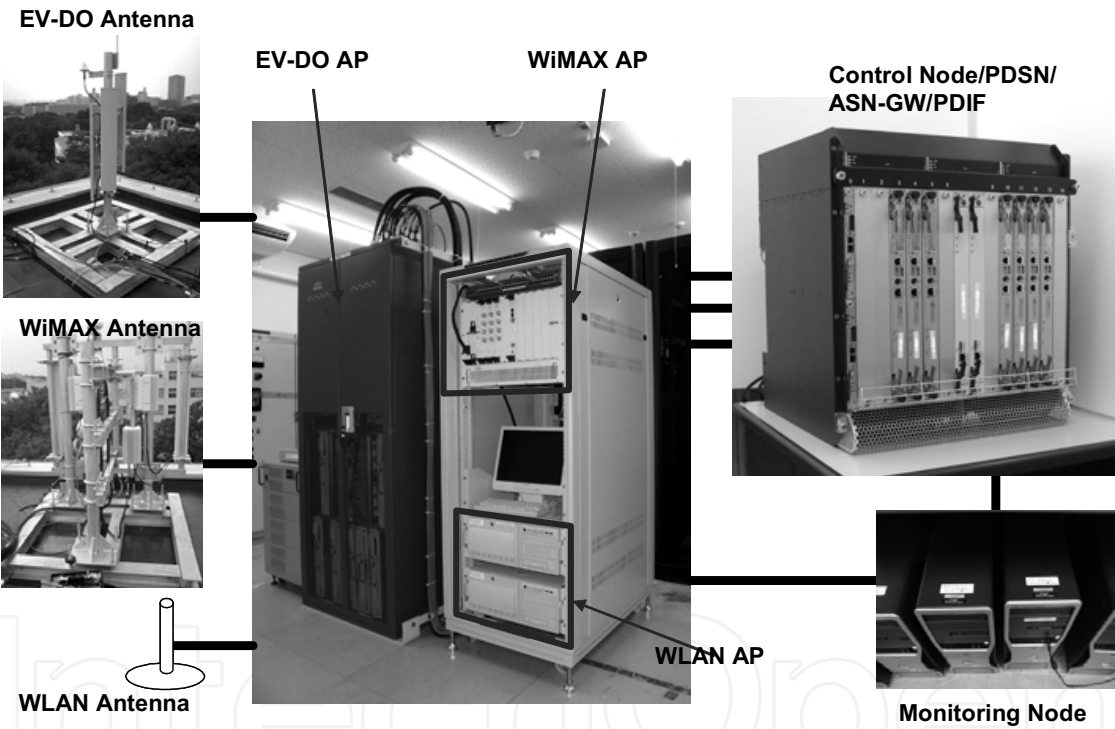 EV-DO Antenna
EV-DO AP
WiMAX AP
Control Node/PDSN/
ASN-GW/PDIF
WiMAX Antenna
WLAN AP
WLAN Antenna
Monitoring Node
InTechOpen